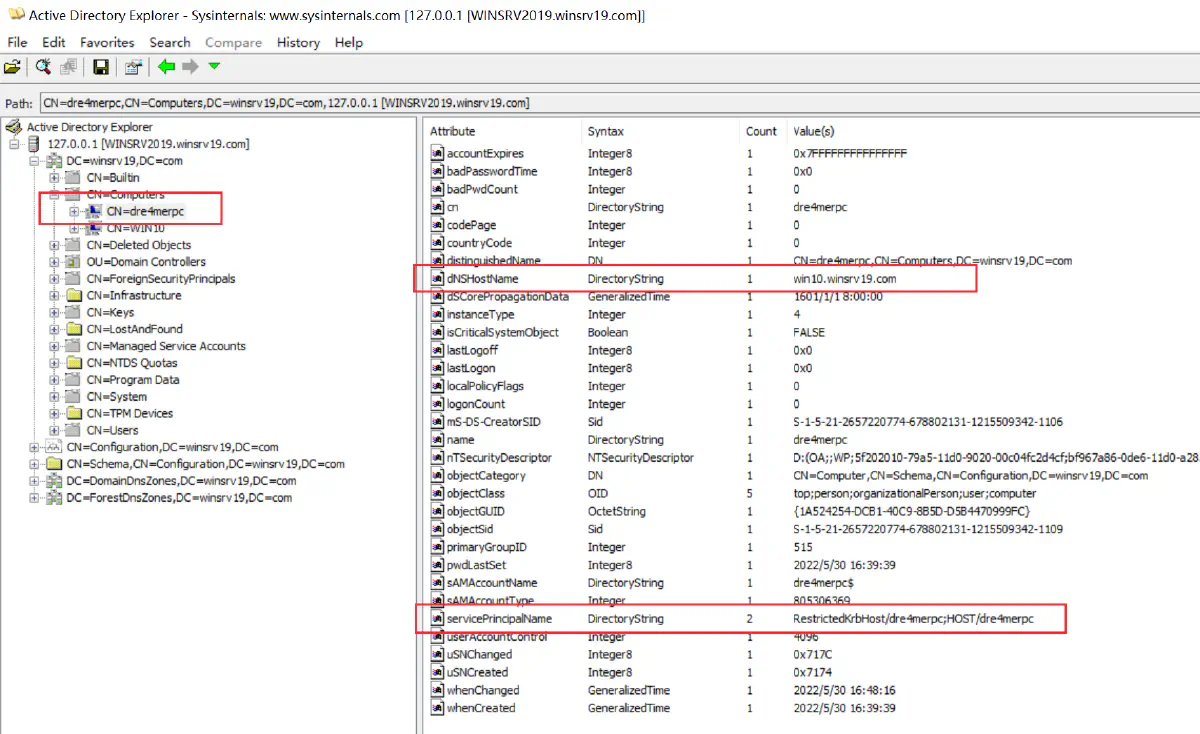 Active Directory Explorer - Sysinternals: www.sysinternals.com [127.0.0.1 [WINSRV2019.winsrv19.com]]
File Edit Favorites Search Compare History Help
Path: CN=dre4merpc,CN=Computers,DC=winsrv19,DC=com,127.0.0.1 [WINSRV2019.winsrv19.com]
Active Directory Explorer
127.0.0.1 [WINSRV2019.winsrv19.com]
DC=winsrv19,DC=com
CN=Builtin
CN=Computers
CN=dre4merpc
CN=WIN10
CN=Deleted Objects
OU=Domain Controllers
CN=ForeignSecurityPrincipals
CN=Infrastructure
CN=Keys
CN=LostAndFound
CN=Managed Service Accounts
CN=NTDS Quotas
CN=Program Data
CN=System
CN=TPM Devices
CN=Users
CN=Configuration,DC=winsrv19,DC=com
CN=Schema,CN=Configuration,DC=winsrv19,DC=com
DC=DomainDnsZones,DC=winsrv19,DC=com
DC=ForestDnsZones,DC=winsrv19,DC=com
Attribute Syntax Count Value(s)
accountExpires Integer8 1 0x7FFFFFFFFFFFFFFF
badPasswordTime Integer8 1 0x0
badPwdCount Integer 1 0
cn DirectoryString 1 dre4merpc
codePage Integer 1 0
countryCode Integer 1 0
distinguishedName DN 1 CN=dre4merpc,CN=Computers,DC=winsrv19,DC=com
dNSHostName DirectoryString 1 win10.winsrv19.com
dSCorePropagationData GeneralizedTime 1 1601/1/1 8:00:00
instanceType Integer 1 4
isCriticalSystemObject Boolean 1 FALSE
lastLogoff Integer8 1 0x0
lastLogon Integer8 1 0x0
localPolicyFlags Integer 1 0
logonCount Integer 1 0
mS-DS-CreatorSID Sid 1 S-1-5-21-2657220774-678802131-1215509342-1106
name DirectoryString 1 dre4merpc
nTSecurityDescriptor NTSecurityDescriptor 1 D:(OA;;WP;5f202010-79a5-11d0-9020-00c04fc2d4cf;bf967a86-0de6-11d0-a28
objectCategory DN 1 CN=Computer,CN=Schema,CN=Configuration,DC=winsrv19,DC=com
objectClass OID 5 top;person;organizationalPerson;user;computer
objectGUID OctetString 1 {1A524254-DCB1-40C9-8B5D-D5B4470999FC}
objectSid Sid 1 S-1-5-21-2657220774-678802131-1215509342-1109
primaryGroupID Integer 1 515
pwdLastSet Integer8 1 2022/5/30 16:39:39
sAMAccountName DirectoryString 1 dre4merpc$
sAMAccountType Integer 1 805306369
servicePrincipalName DirectoryString 2 RestrictedKrbHost/dre4merpc;HOST/dre4merpc
userAccountControl Integer 1 4096
uSNChanged Integer8 1 0x717C
uSNCreated Integer8 1 0x7174
whenChanged GeneralizedTime 1 2022/5/30 16:48:16
whenCreated GeneralizedTime 1 2022/5/30 16:39:39